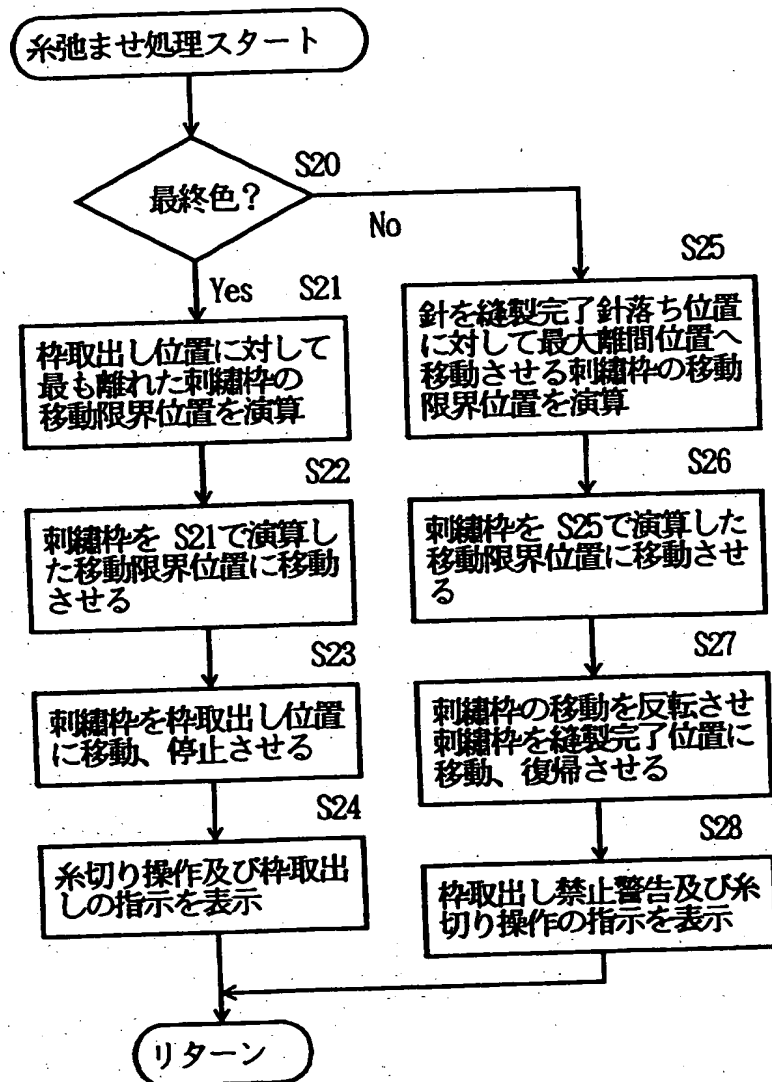 糸弛ませ処理スタート
S20
最終色？
No
Yes
S21
枠取出し位置に対して
最も離れた刺繍枠の
移動限界位置を演算
S22
刺繍枠を S21で演算し
た移動限界位置に移動
させる
S23
刺繍枠を枠取出し位置
に移動、停止させる
S24
糸切り操作及び枠取出
しの指示を表示
S25
針を縫製完了針落ち位置
に対して最大離間位置へ
移動させる刺繍枠の移動
限界位置を演算
S26
刺繍枠を S25で演算した
移動限界位置に移動させ
る
S27
刺繍枠の移動を反転させ
刺繍枠を縫製完了位置に
移動、復帰させる
S28
枠取出し禁止警告及び糸
切り操作の指示を表示
リターン